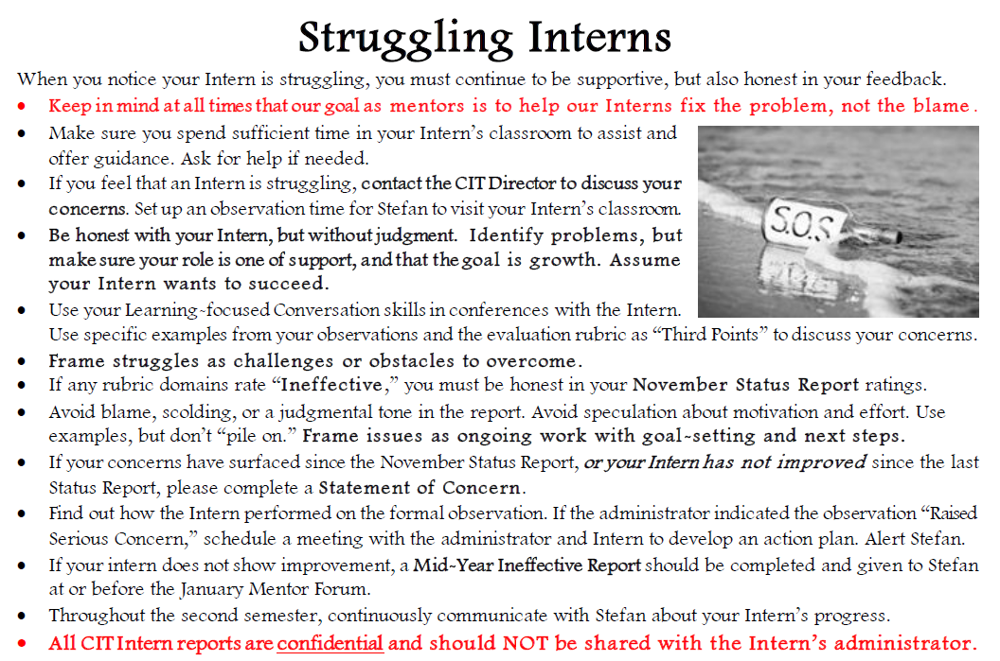 Struggling Interns
When you notice your Intern is struggling, you must continue to be supportive, but also honest in your feedback.
• Keep in mind at all times that our goal as mentors is to help our Interns fix the problem, not the blame.
• Make sure you spend sufficient time in your Intern’s classroom to assist and
offer guidance. Ask for help if needed.
• If you feel that an Intern is struggling, contact the CIT Director to discuss your
concerns. Set up an observation time for Stefan to visit your Intern’s classroom.
• Be honest with your Intern, but without judgment. Identify problems, but
make sure your role is one of support, and that the goal is growth. Assume
your Intern wants to succeed.
S.O.S
• Use your Learning-focused Conversation skills in conferences with the Intern.
Use specific examples from your observations and the evaluation rubric as “Third Points” to discuss your concerns.
• Frame struggles as challenges or obstacles to overcome.
• If any rubric domains rate “Ineffective,” you must be honest in your November Status Report ratings.
• Avoid blame, scolding, or a judgmental tone in the report. Avoid speculation about motivation and effort. Use
examples, but don’t “pile on.” Frame issues as ongoing work with goal-setting and next steps.
• If your concerns have surfaced since the November Status Report, or your Intern has not improved since the last
Status Report, please complete a Statement of Concern.
• Find out how the Intern performed on the formal observation. If the administrator indicated the observation “Raised
Serious Concern,” schedule a meeting with the administrator and Intern to develop an action plan. Alert Stefan.
• If your intern does not show improvement, a Mid-Year Ineffective Report should be completed and given to Stefan
at or before the January Mentor Forum.
• Throughout the second semester, continuously communicate with Stefan about your Intern’s progress.
• All CIT Intern reports are confidential and should NOT be shared with the Intern’s administrator.